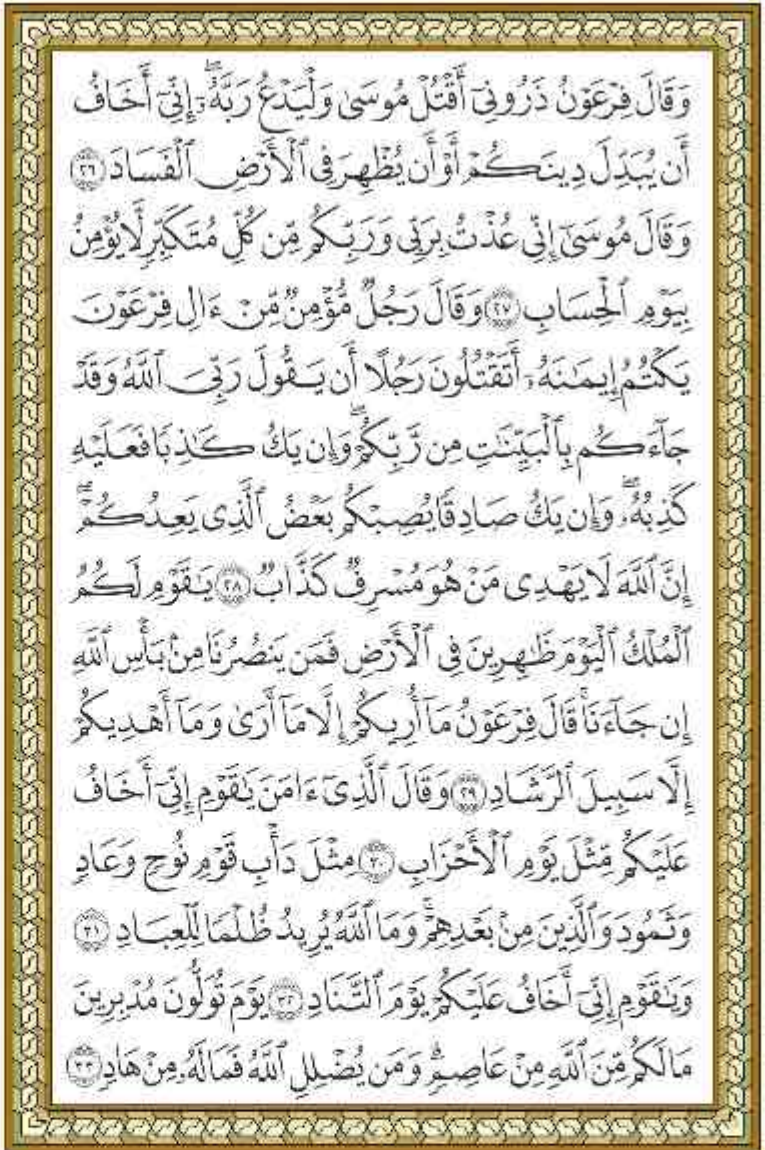 وَقَالَ فِرْعَوْنُ ذَرُونِىٓ أَقْتُلْ مُوسَىٰ وَلْيَدْعُ رَبَّهُۥٓ ۖ إِنِّىٓ أَخَافُ
أَن يُبَدِّلَ دِينَكُمْ أَوْ أَن يُظْهِرَ فِى ٱلْأَرْضِ ٱلْفَسَادَ ٢٦
وَقَالَ مُوسَىٰٓ إِنِّى عُذْتُ بِرَبِّى وَرَبِّكُم مِّن كُلِّ مُتَكَبِّرٍ لَّا يُؤْمِنُ
بِيَوْمِ ٱلْحِسَابِ ٢٧ وَقَالَ رَجُلٌ مُّؤْمِنٌ مِّنْ ءَالِ فِرْعَوْنَ
يَكْتُمُ إِيمَٰنَهُۥٓ أَتَقْتُلُونَ رَجُلًا أَن يَقُولَ رَبِّىَ ٱللَّهُ وَقَدْ
جَآءَكُم بِٱلْبَيِّنَٰتِ مِن رَّبِّكُمْ ۖ وَإِن يَكُ كَٰذِبًا فَعَلَيْهِ
كَذِبُهُۥ ۖ وَإِن يَكُ صَادِقًا يُصِبْكُم بَعْضُ ٱلَّذِى يَعِدُكُمْ ۖ
إِنَّ ٱللَّهَ لَا يَهْدِى مَنْ هُوَ مُسْرِفٌ كَذَّابٌ ٢٨ يَٰقَوْمِ لَكُمُ
ٱلْمُلْكُ ٱلْيَوْمَ ظَٰهِرِينَ فِى ٱلْأَرْضِ فَمَن يَنصُرُنَا مِنۢ بَأْسِ ٱللَّهِ
إِن جَآءَنَا ۚ قَالَ فِرْعَوْنُ مَآ أُرِيكُمْ إِلَّا مَآ أَرَىٰ وَمَآ أَهْدِيكُمْ
إِلَّا سَبِيلَ ٱلرَّشَادِ ٢٩ وَقَالَ ٱلَّذِىٓ ءَامَنَ يَٰقَوْمِ إِنِّىٓ أَخَافُ
عَلَيْكُم مِّثْلَ يَوْمِ ٱلْأَحْزَابِ ٣٠ مِثْلَ دَأْبِ قَوْمِ نُوحٍ وَعَادٍ
وَثَمُودَ وَٱلَّذِينَ مِنۢ بَعْدِهِمْ ۚ وَمَا ٱللَّهُ يُرِيدُ ظُلْمًا لِّلْعِبَادِ ٣١
وَيَٰقَوْمِ إِنِّىٓ أَخَافُ عَلَيْكُمْ يَوْمَ ٱلتَّنَادِ ٣٢ يَوْمَ تُوَلُّونَ مُدْبِرِينَ
مَا لَكُم مِّنَ ٱللَّهِ مِنْ عَاصِمٍ ۗ وَمَن يُضْلِلِ ٱللَّهُ فَمَا لَهُۥ مِنْ هَادٍ ٣٣